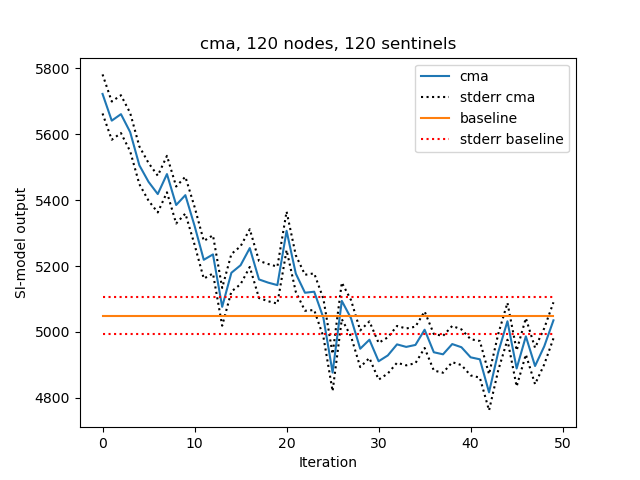 cma, 120 nodes, 120 sentinels
cma
stderr cma
baseline
stderr baseline
SI-model output
5800
5600
5400
5200
5000
4800
0 10 20 30 40 50
Iteration